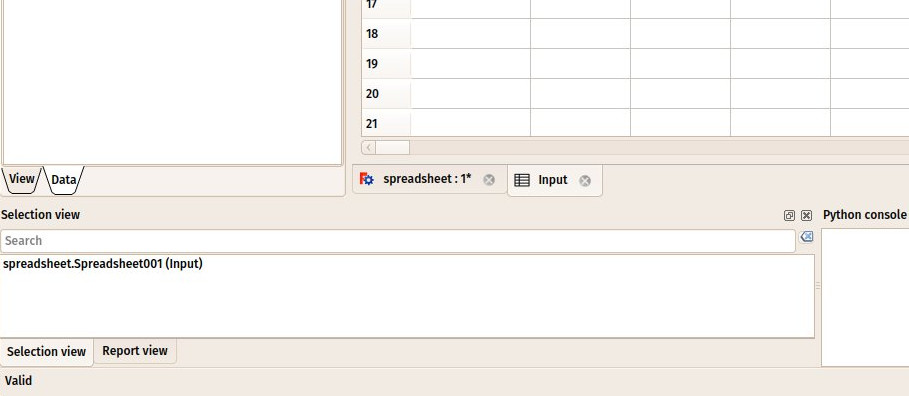 17
18
19
20
21
View Data
spreadsheet : 1* Input
Selection view Python console
Search
spreadsheet.Spreadsheet001 (Input)
Selection view Report view
Valid